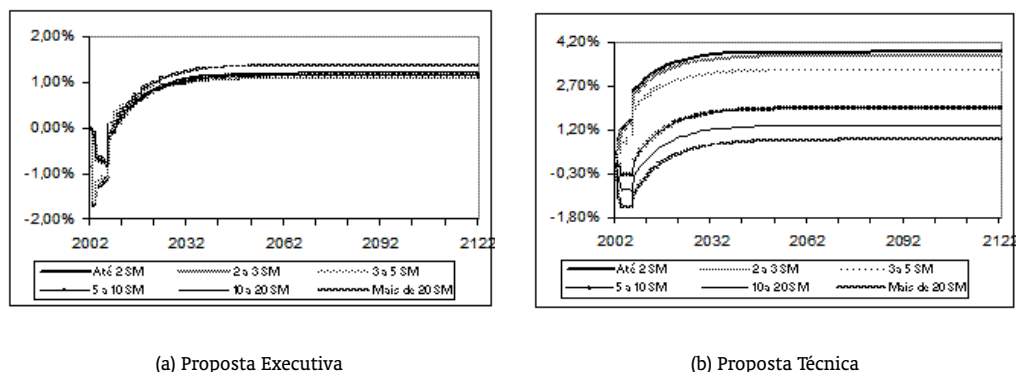 2,00%
1,00%
0,00%
-1,00%
-2,00%
2002 2032 2062 2092 2122
Até 2 SM 2 a 3 SM 3 a 5 SM
5 a 10 SM 10 a 20 SM Mais de 20 SM
(a) Proposta Executiva
4,20%
2,70%
1,20%
-0,30%
-1,80%
2002 2032 2062 2092 2122
Até 2 SM 2 a 3 SM 3 a 5 SM
5 a 10 SM 10 a 20 SM Mais de 20 SM
(b) Proposta Técnica